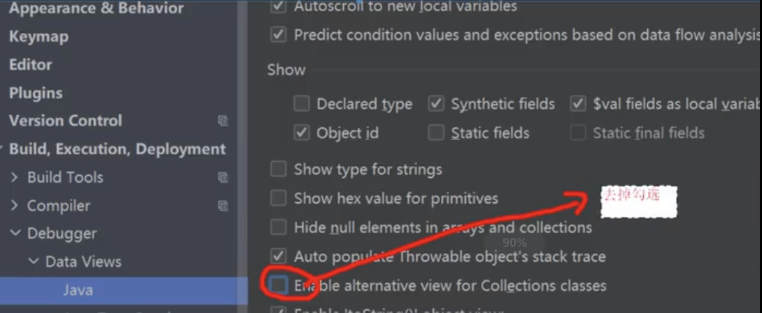 Appearance & Behavior
Keymap
Editor
Plugins
Version Control
Build, Execution, Deployment
Build Tools
Compiler
Debugger
Data Views
Java
Autoscroll to new local variables
Predict condition values and exceptions based on data flow analysis
Show
Declared type
Synthetic fields
$val fields as local variab
Object id
Static fields
Static final fields
Show type for strings
Show hex value for primitives
去掉勾选
Hide null elements in arrays and collections
90%
Auto populate Throwable object's stack trace
Enable alternative view for Collections classes